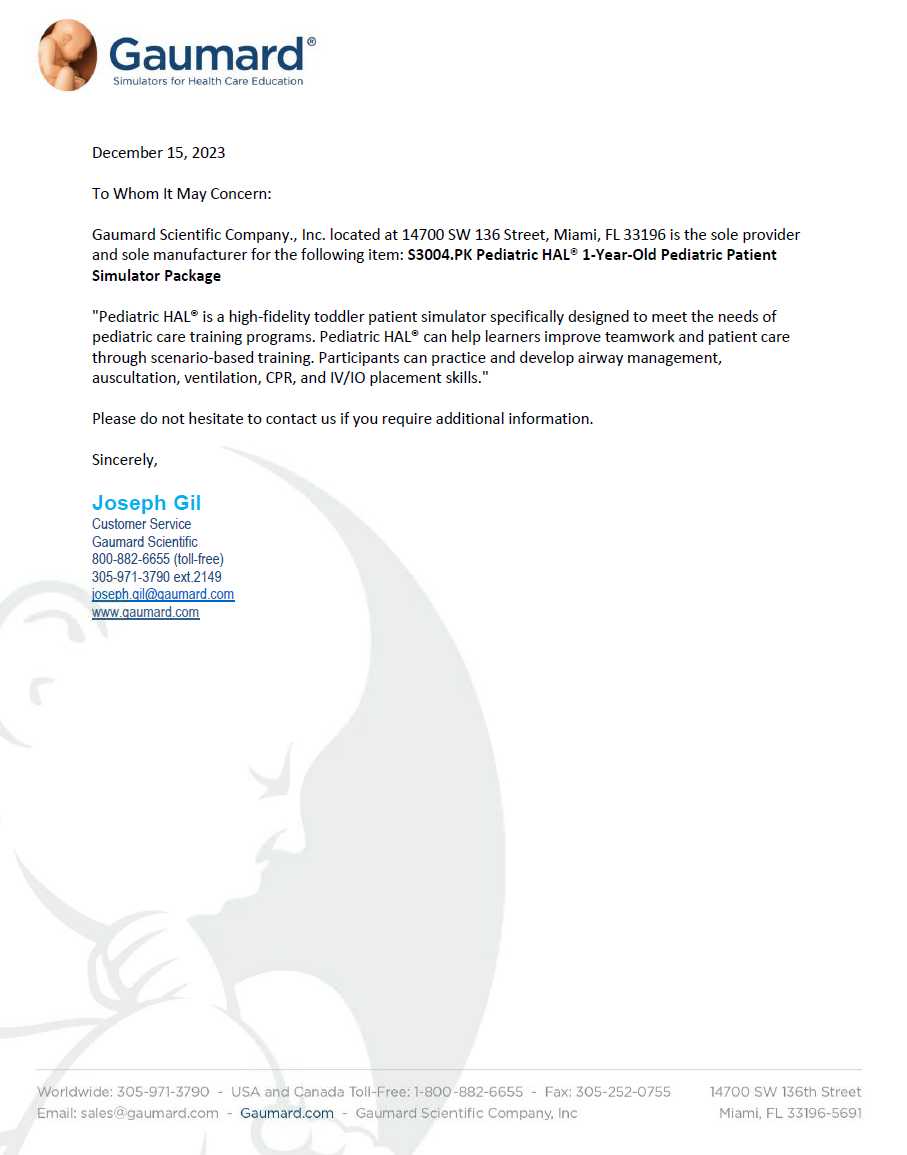 Gaumard®
Simulators for Health Care Education
December 15, 2023
To Whom It May Concern:
Gaumard Scientific Company., Inc. located at 14700 SW 136 Street, Miami, FL 33196 is the sole provider
and sole manufacturer for the following item: S3004.PK Pediatric HAL® 1-Year-Old Pediatric Patient
Simulator Package
"Pediatric HAL® is a high-fidelity toddler patient simulator specifically designed to meet the needs of
pediatric care training programs. Pediatric HAL® can help learners improve teamwork and patient care
through scenario-based training. Participants can practice and develop airway management,
auscultation, ventilation, CPR, and IV/IO placement skills."
Please do not hesitate to contact us if you require additional information.
Sincerely,
Joseph Gil
Customer Service
Gaumard Scientific
800-882-6655 (toll-free)
305-971-3790 ext.2149
joseph.gil@gaumard.com
www.gaumard.com
Worldwide: 305-971-3790 - USA and Canada Toll-Free: 1-800-882-6655 - Fax: 305-252-0755 14700 SW 136th Street
Email: sales@gaumard.com - Gaumard.com - Gaumard Scientific Company, Inc Miami, FL 33196-5691